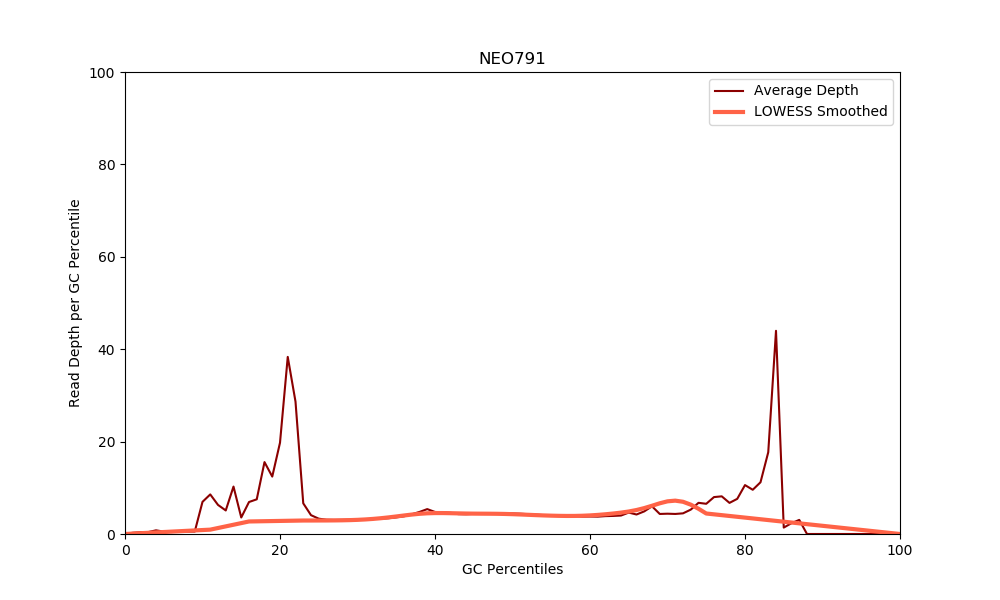 NEO791
Average Depth
LOWESS Smoothed
Read Depth per GC Percentile
100
80
60
40
20
0
0 20 40 60 80 100
GC Percentiles